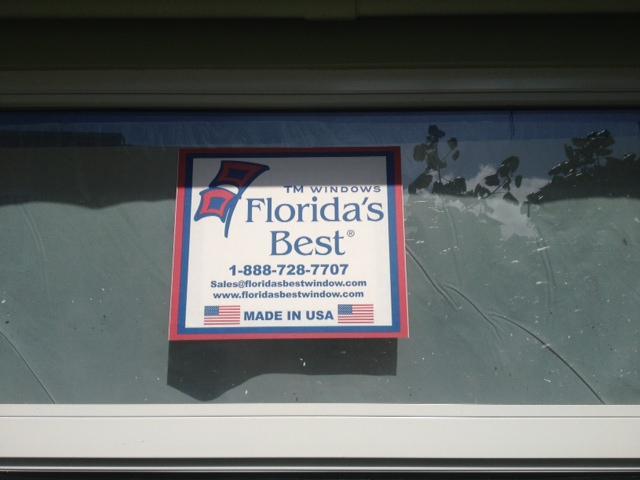 TM WINDOWS
Florida's
Best®
1-888-728-7707
Sales@floridasbestwindow.com
www.floridasbestwindow.com
MADE IN USA